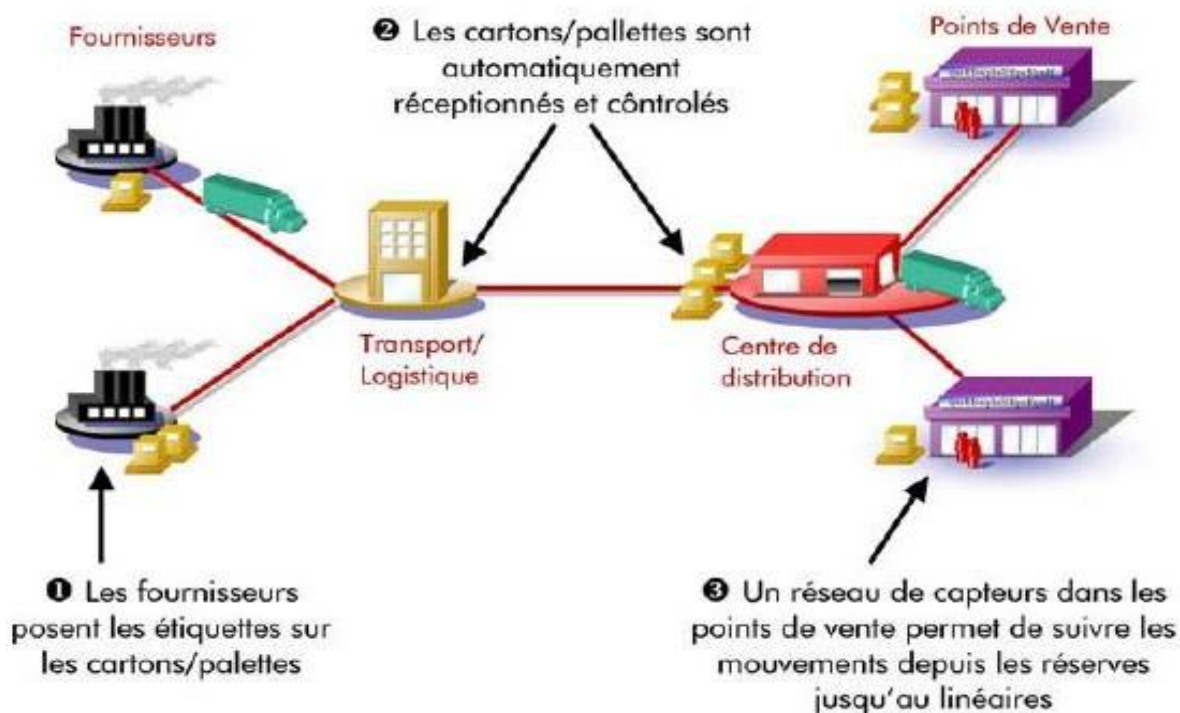 Fournisseurs
❷ Les cartons/pallettes sont
automatiquement
réceptionnés et côntrolés
Points de Vente
Transport/
Logistique
Centre de
distribution
❶ Les fournisseurs
posent les étiquettes sur
les cartons/palettes
❸ Un réseau de capteurs dans les
points de vente permet de suivre les
mouvements depuis les réserves
jusqu'au linéaires